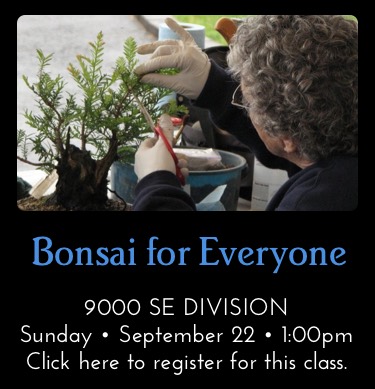 Bonsai for Everyone
9000 SE DIVISION
Sunday • September 22 • 1:00pm
Click here to register for this class.